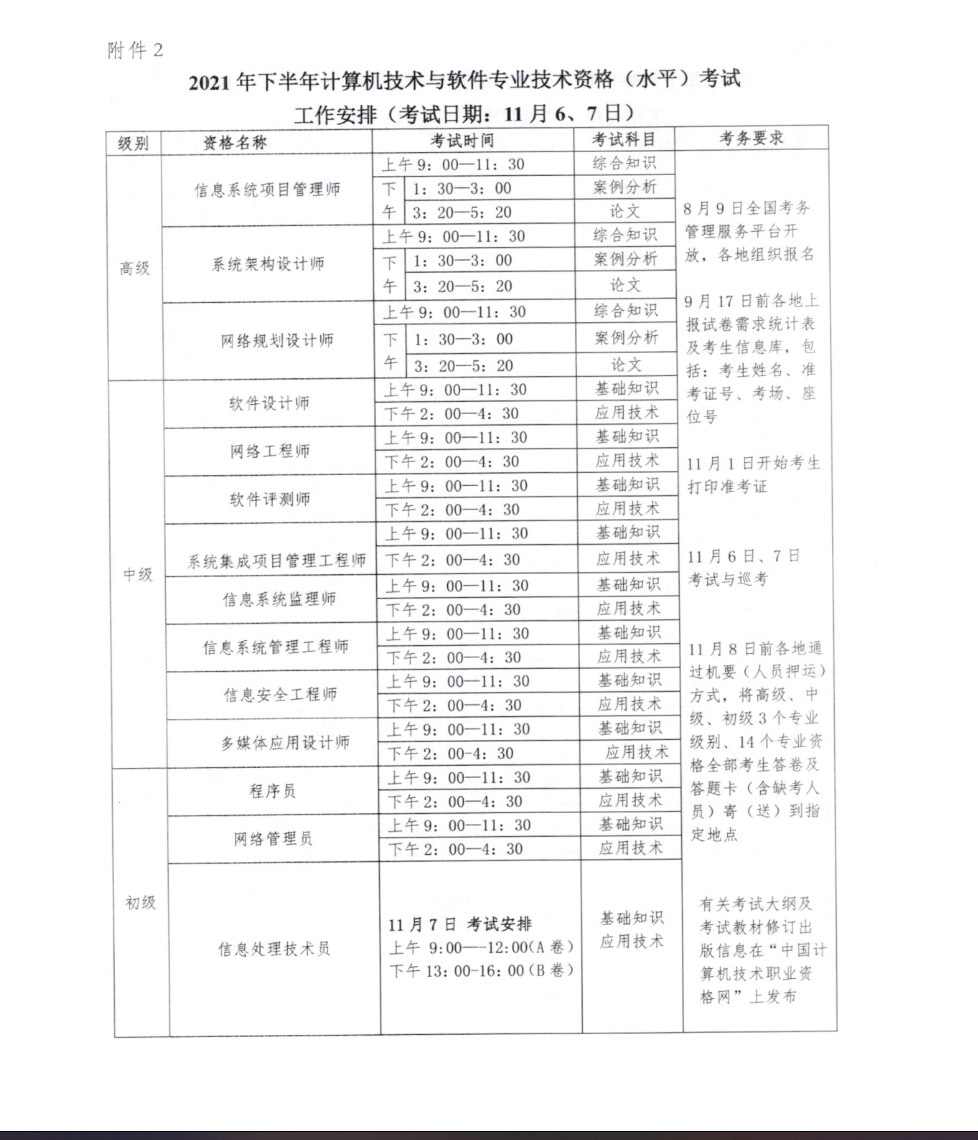 附件 2
2021 年下半年计算机技术与软件专业技术资格（水平）考试
工作安排（考试日期：11 月 6、7 日）
级别 资格名称 考试时间 考试科目 考务要求
高级
信息系统项目管理师
上午 9：00—11：30 综合知识
下午 1：30—3：00 案例分析
3：20—5：20 论文
系统架构设计师
上午 9：00—11：30 综合知识
下午 1：30—3：00 案例分析
3：20—5：20 论文
网络规划设计师
上午 9：00—11：30 综合知识
下午 1：30—3：00 案例分析
3：20—5：20 论文
中级
软件设计师
上午 9：00—11：30 基础知识
下午 2：00—4：30 应用技术
网络工程师
上午 9：00—11：30 基础知识
下午 2：00—4：30 应用技术
软件评测师
上午 9：00—11：30 基础知识
下午 2：00—4：30 应用技术
系统集成项目管理工程师
上午 9：00—11：30 基础知识
下午 2：00—4：30 应用技术
信息系统监理师
上午 9：00—11：30 基础知识
下午 2：00—4：30 应用技术
信息系统管理工程师
上午 9：00—11：30 基础知识
下午 2：00—4：30 应用技术
信息安全工程师
上午 9：00—11：30 基础知识
下午 2：00—4：30 应用技术
多媒体应用设计师
上午 9：00—11：30 基础知识
下午 2：00-4：30 应用技术
初级
程序员
上午 9：00—11：30 基础知识
下午 2：00—4：30 应用技术
网络管理员
上午 9：00—11：30 基础知识
下午 2：00—4：30 应用技术
信息处理技术员
11 月 7 日 考试安排
上午 9:00—-12:00(A 卷)
下午 13：00-16：00(B 卷)
基础知识
应用技术
8 月 9 日全国考务
管理服务平台开
放，各地组织报名
9 月 17 日前各地上
报试卷需求统计表
及考生信息库，包
括：考生姓名、准
考证号、考场、座
位号
11 月 1 日开始考生
打印准考证
11 月 6 日、7 日
考试与巡考
11 月 8 日前各地通
过机要（人员押运）
方式，将高级、中
级、初级 3 个专业
级别、14 个专业资
格全部考生答卷及
答题卡（含缺考人
员）寄（送）到指
定地点
有关考试大纲及
考试教材修订出
版信息在“中国计
算机技术职业资
格网”上发布